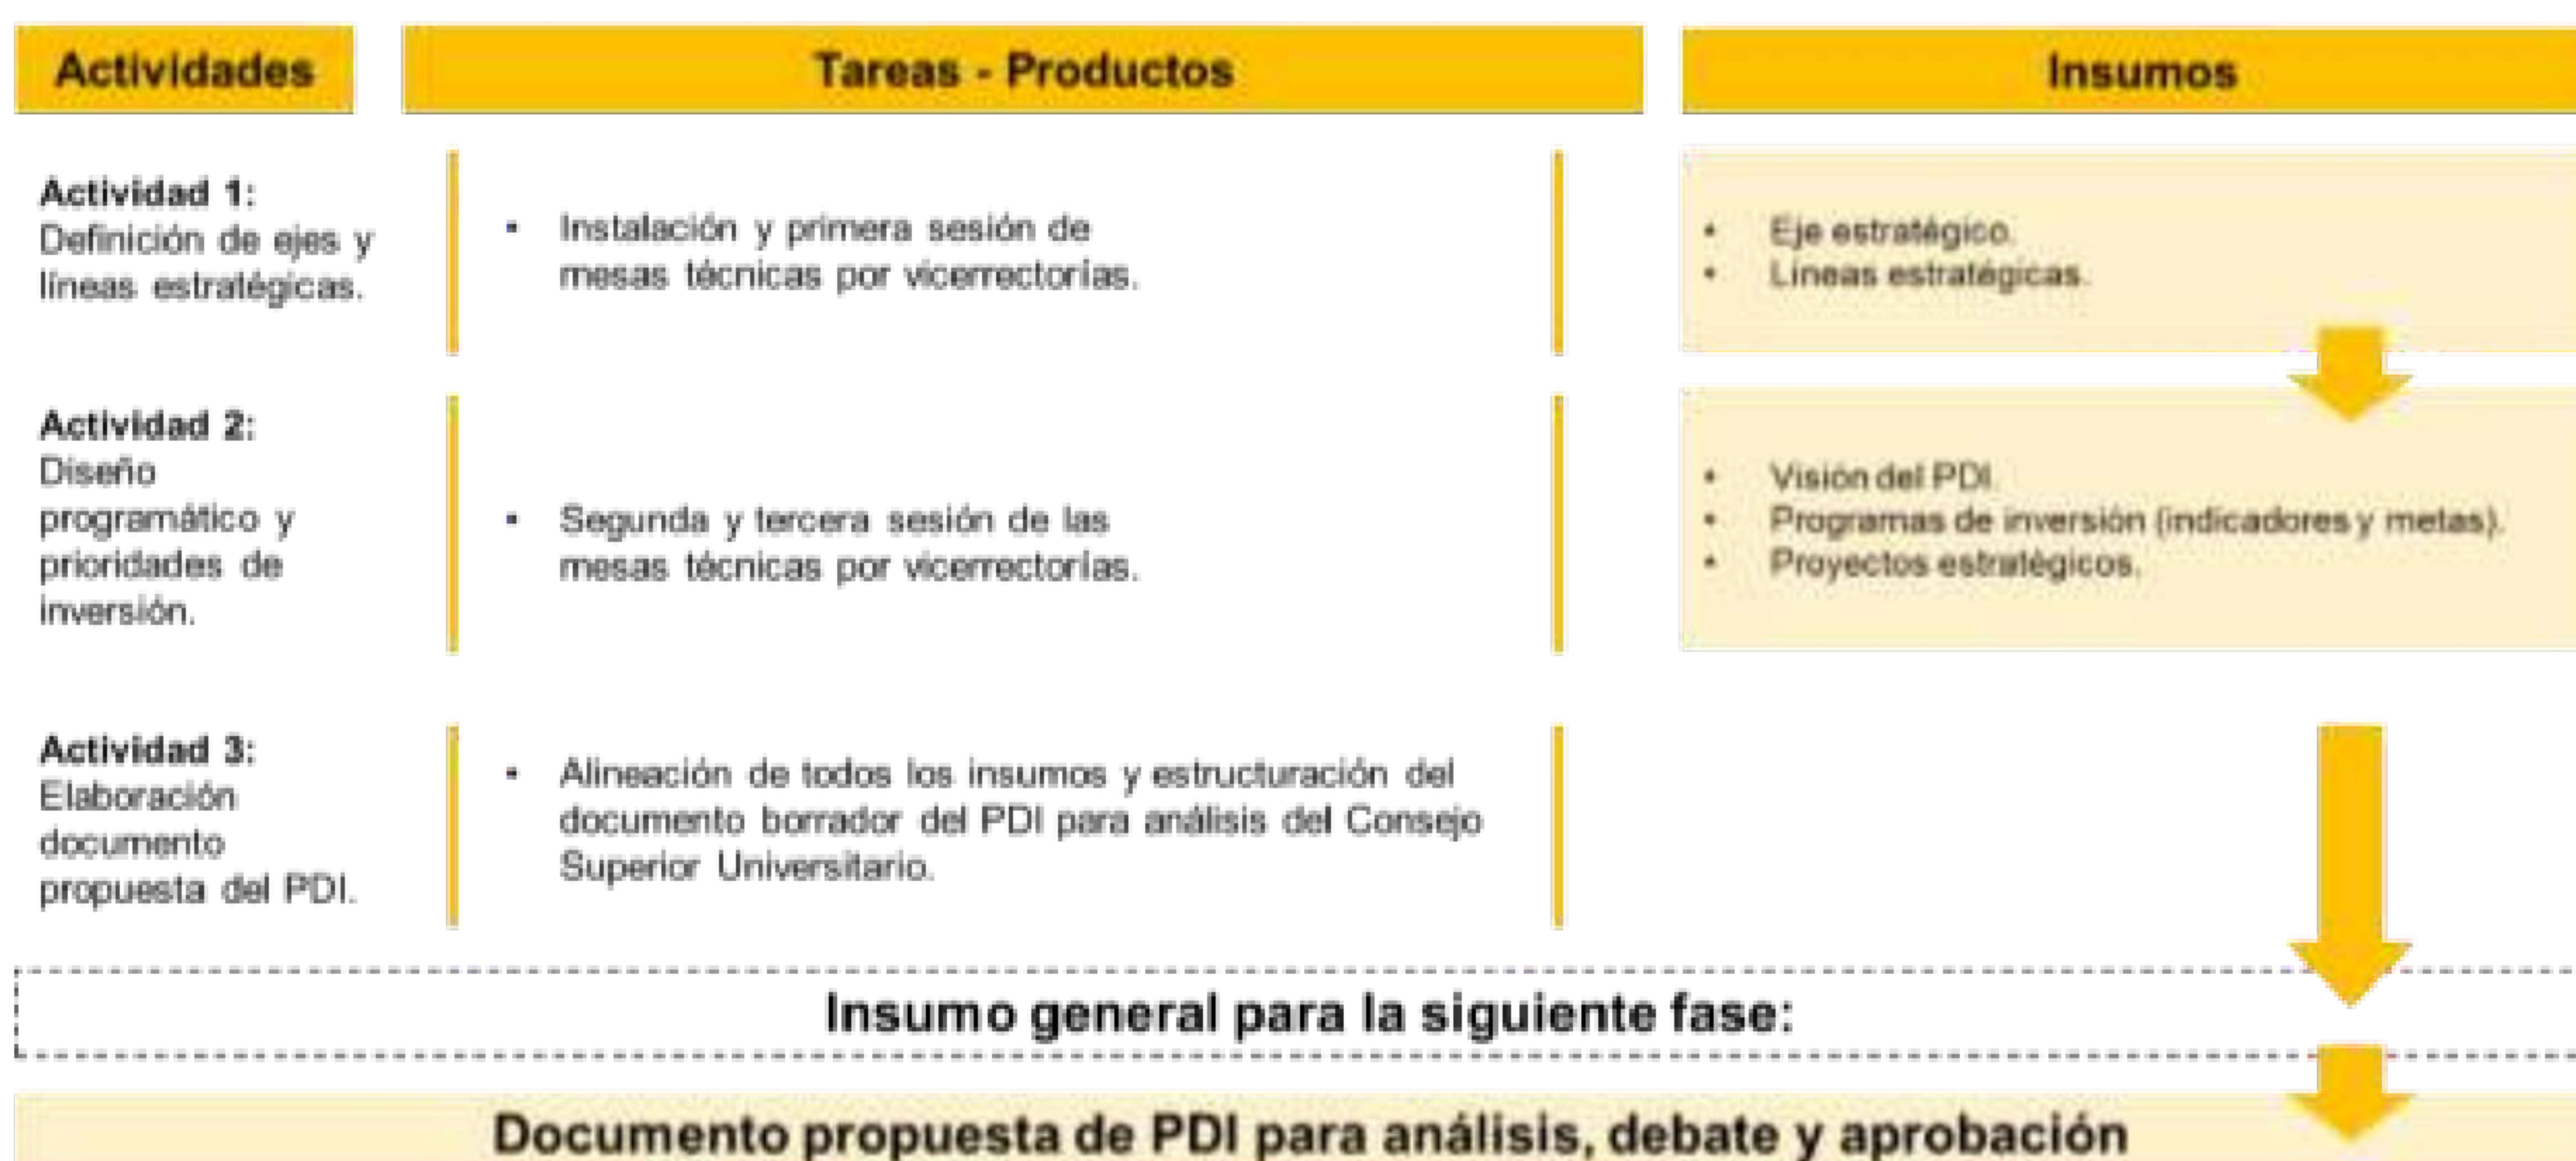 Actividades
Tareas - Productos
Insumos
Actividad 1:
Definición de ejes y
líneas estratégicas.
• Instalación y primera sesión de
mesas técnicas por vicerrectorías.
• Eje estratégico.
• Líneas estratégicas.
Actividad 2:
Diseño
programático y
prioridades de
inversión.
• Segunda y tercera sesión de las
mesas técnicas por vicerrectorías.
• Visión del PDI.
• Programas de inversión (indicadores y metas).
• Proyectos estratégicos.
Actividad 3:
Elaboración
documento
propuesta del PDI.
• Alineación de todos los insumos y estructuración del
documento borrador del PDI para análisis del Consejo
Superior Universitario.
Insumo general para la siguiente fase:
Documento propuesta de PDI para análisis, debate y aprobación